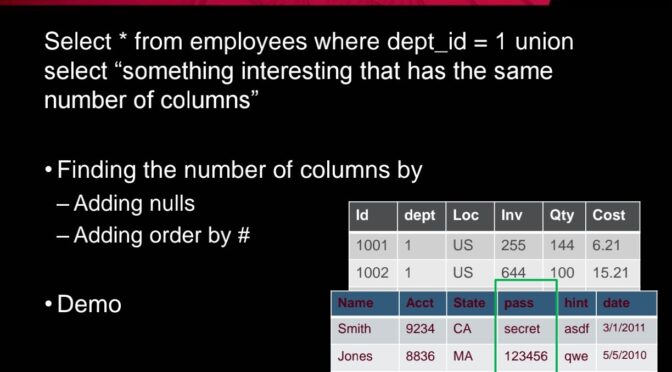 Select * from employees where dept_id = 1 union
select “something interesting that has the same
number of columns”
• Finding the number of columns by
– Adding nulls
– Adding order by #
• Demo
Id dept Loc Inv Qty Cost
1001 1 US 255 144 6.21
1002 1 US 644 100 15.21
Name Acct State pass hint date
Smith 9234 CA secret asdf 3/1/2011
Jones 8836 MA 123456 qwe 5/5/2010